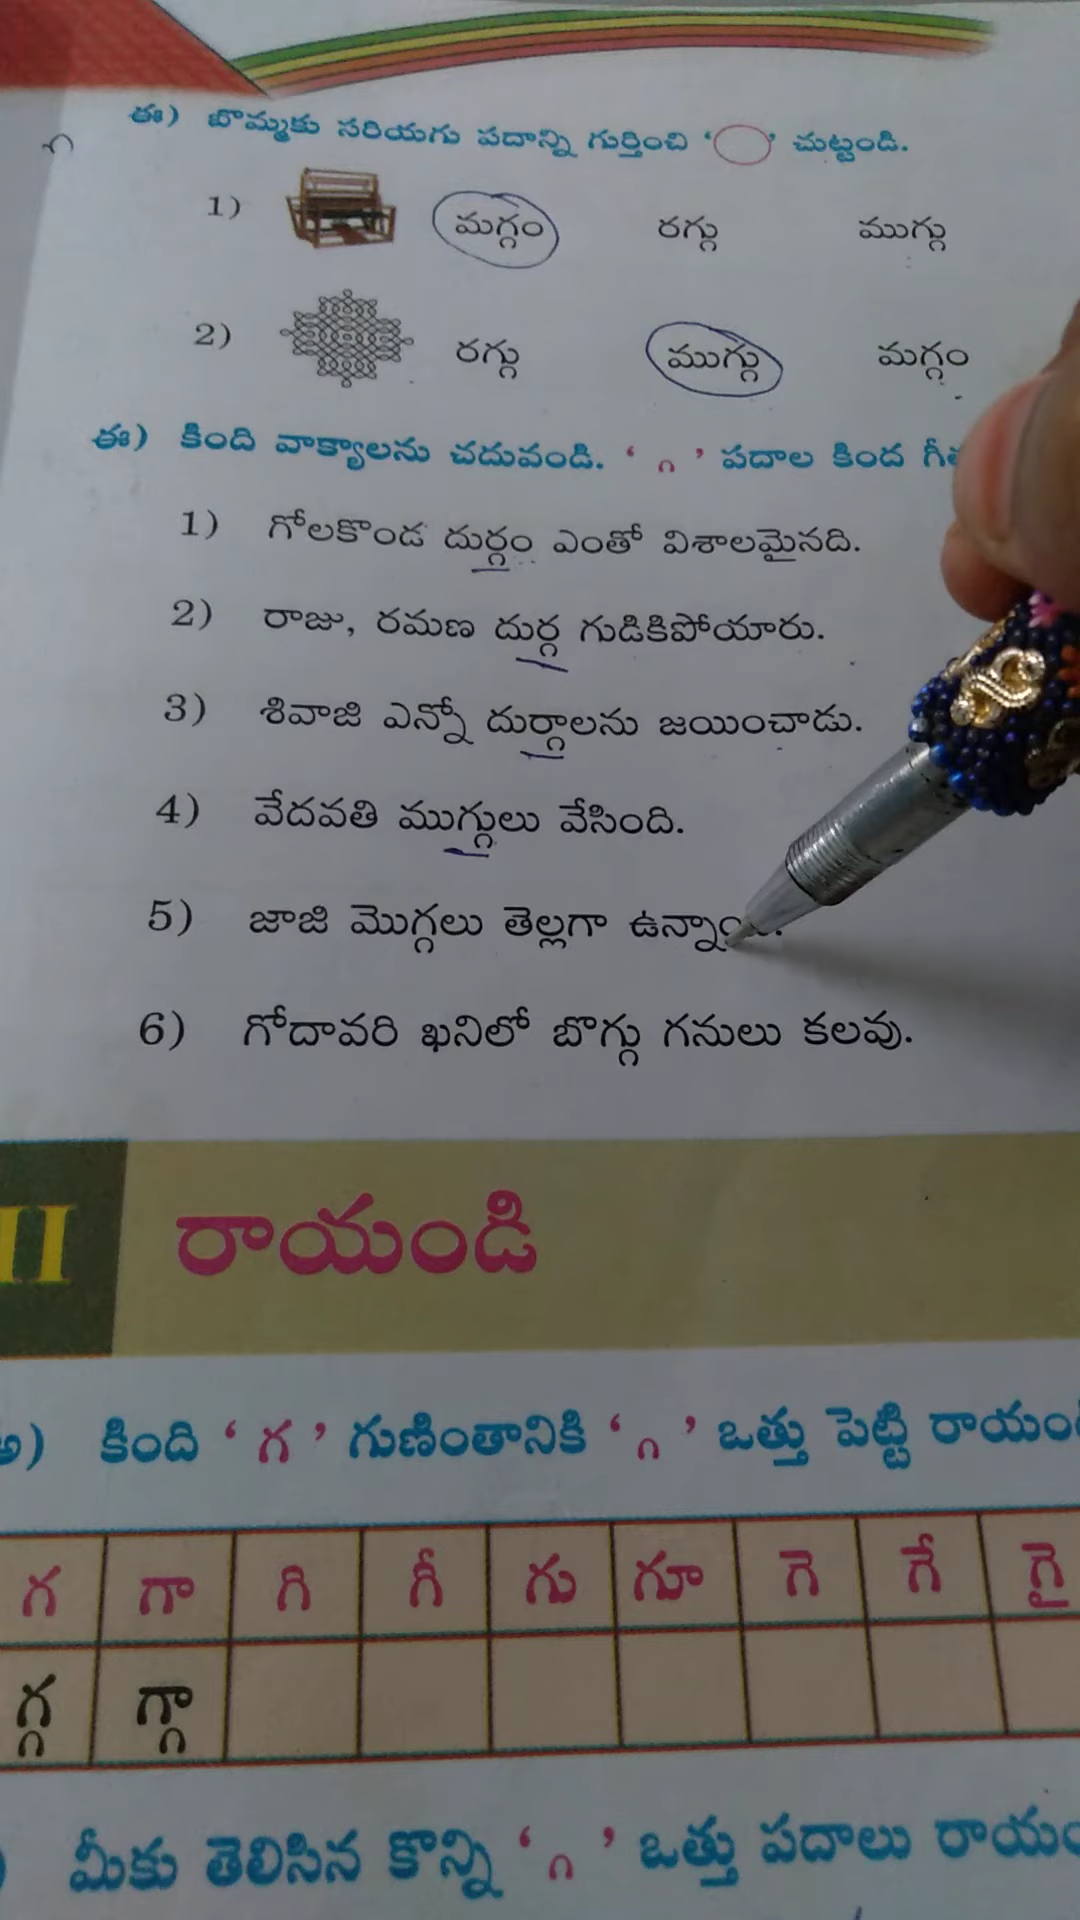 ఈ) బొమ్మకు సరియగు పదాన్ని గుర్తించి ‘ ’ చుట్టండి.
1) మగ్గం రగ్గు ముగ్గు
2) రగ్గు ముగ్గు మగ్గం
ఈ) కింది వాక్యాలను చదువండి. ‘ ్గ ’ పదాల కింద
1) గోలకొండ దుర్గం ఎంతో విశాలమైనది.
2) రాజు, రమణ దుర్గ గుడికిపోయారు.
3) శివాజి ఎన్నో దుర్గాలను జయించాడు.
4) వేదవతి ముగ్గులు వేసింది.
5) జాజి మొగ్గలు తెల్లగా
6) గోదావరి ఖనిలో బొగ్గు గనులు కలవు.
II రాయండి
అ) కింది ‘ గ ’ గుణింతానికి ‘ ్గ ’ ఒత్తు పెట్టి
గ గా గి గీ గు గూ గె గే గై
గ్గ గ్గా
మీకు తెలిసిన కొన్ని ‘ ్గ ’ ఒత్తు పదాలు